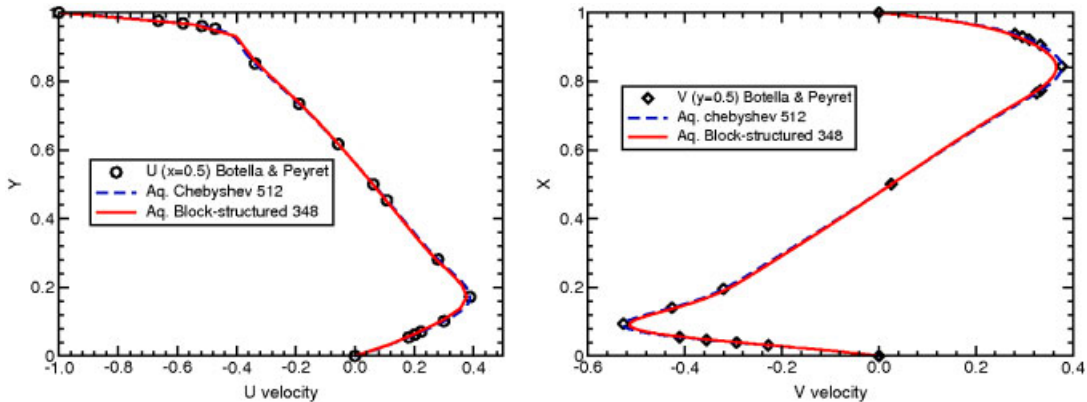 1
0.8
0.6
0.4
0.2
0
Y
U (x=0.5) Botella & Peyret
Aq. Chebyshev 512
Aq. Block-structured 348
-1.0 -0.8 -0.6 -0.4 -0.2 0.0 0.2 0.4
U velocity
1
0.8
0.6
0.4
0.2
0
X
V (y=0.5) Botella & Peyret
Aq. chebyshev 512
Aq. Block-structured 348
-0.6 -0.4 -0.2 0.0 0.2 0.4
V velocity